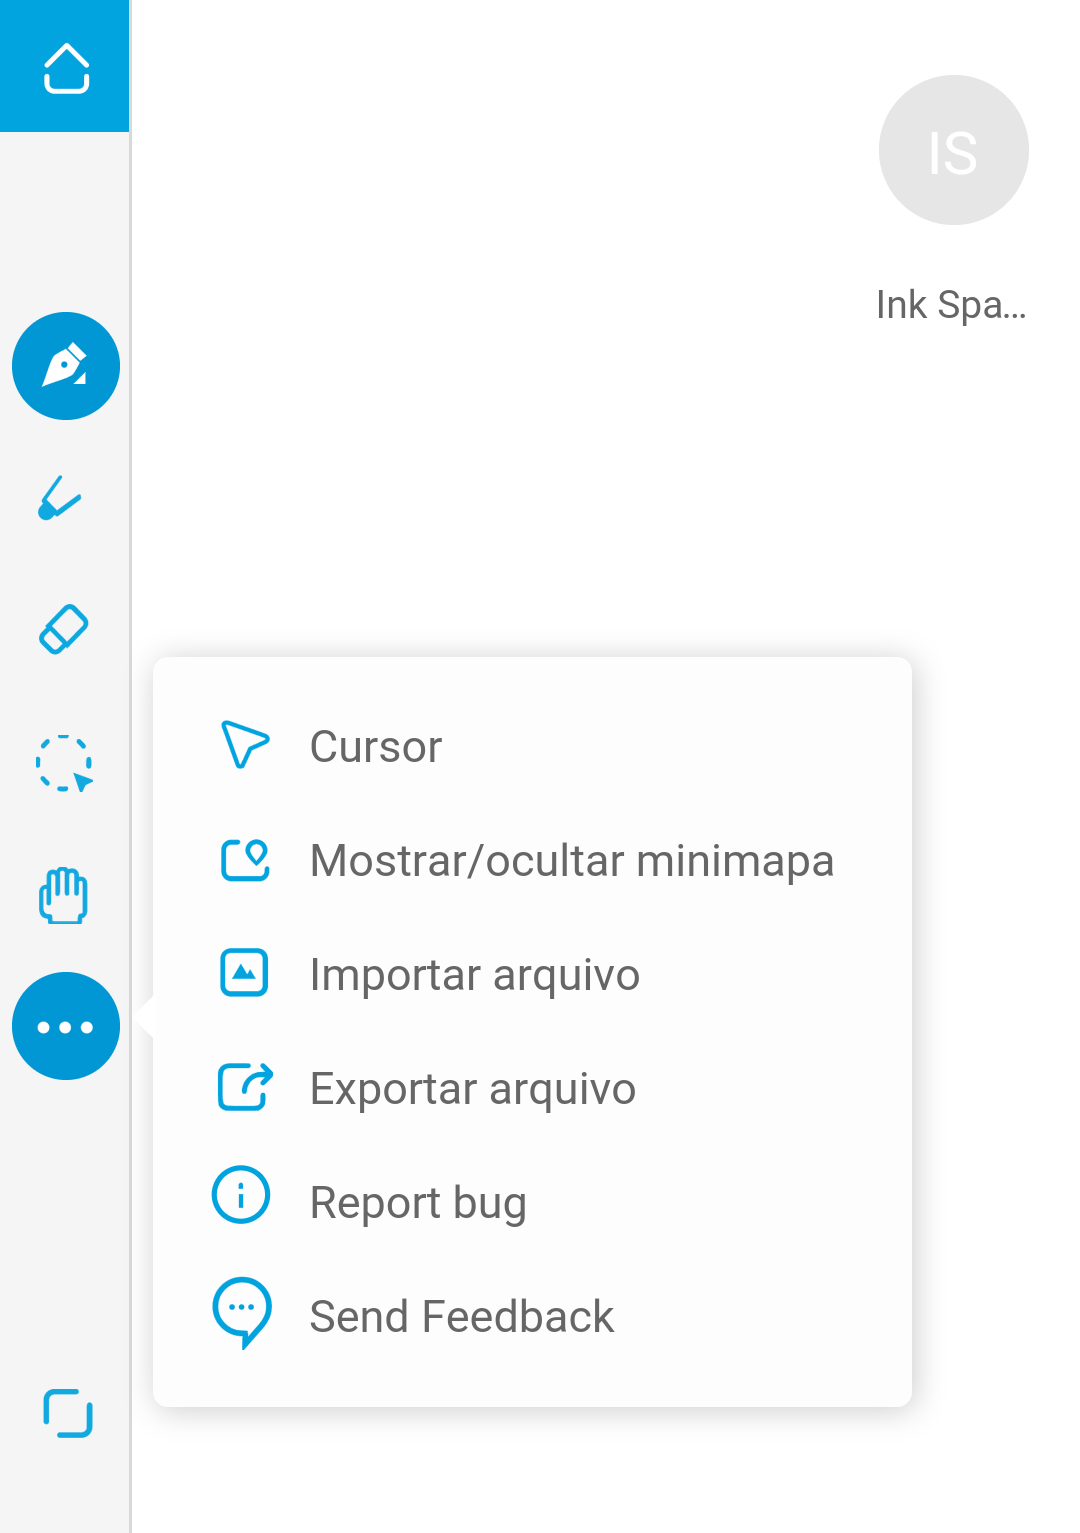 IS
Ink Spa...
Cursor
Mostrar/ocultar minimapa
Importar arquivo
Exportar arquivo
Report bug
Send Feedback